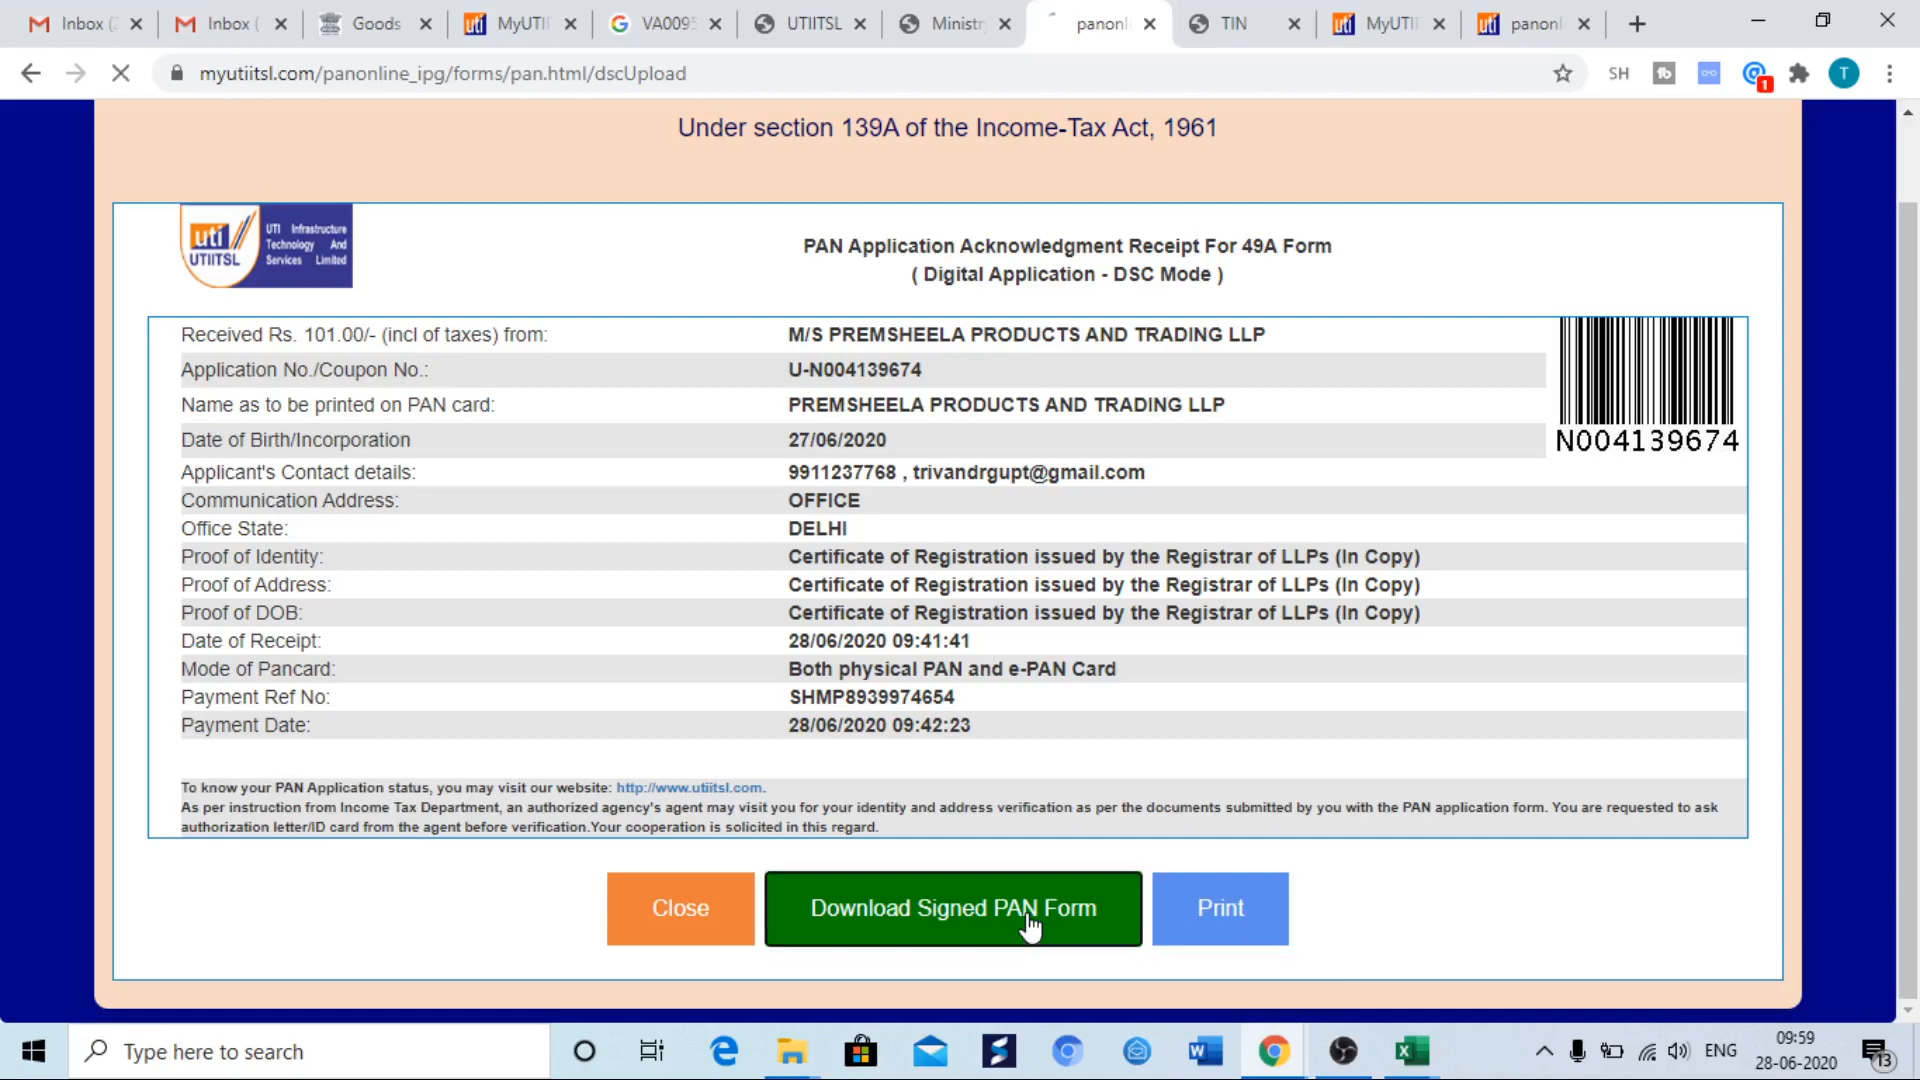 Inbox (2
Inbox (
Goods
MyUTII
VA0095
UTIITSL
Ministry
panonl
TIN
MyUTII
panonl
myutiitsl.com/panonline_ipg/forms/pan.html/dscUpload
SH
1
T
Under section 139A of the Income-Tax Act, 1961
uti
UTIITSL
UTI Infrastructure
Technology And
Services Limited
PAN Application Acknowledgment Receipt For 49A Form
( Digital Application - DSC Mode )
Received Rs. 101.00/- (incl of taxes) from: M/S PREMSHEELA PRODUCTS AND TRADING LLP
Application No./Coupon No.: U-N004139674
Name as to be printed on PAN card: PREMSHEELA PRODUCTS AND TRADING LLP
Date of Birth/Incorporation 27/06/2020
N004139674
Applicant's Contact details: 9911237768 , trivandrgupt@gmail.com
Communication Address: OFFICE
Office State: DELHI
Proof of Identity: Certificate of Registration issued by the Registrar of LLPs (In Copy)
Proof of Address: Certificate of Registration issued by the Registrar of LLPs (In Copy)
Proof of DOB: Certificate of Registration issued by the Registrar of LLPs (In Copy)
Date of Receipt: 28/06/2020 09:41:41
Mode of Pancard: Both physical PAN and e-PAN Card
Payment Ref No: SHMP8939974654
Payment Date: 28/06/2020 09:42:23
To know your PAN Application status, you may visit our website: http://www.utiitsl.com.
As per instruction from Income Tax Department, an authorized agency's agent may visit you for your identity and address verification as per the documents submitted by you with the PAN application form. You are requested to ask
authorization letter/ID card from the agent before verification.Your cooperation is solicited in this regard.
Close
Download Signed PAN Form
Print
Type here to search
ENG
09:59
28-06-2020
13